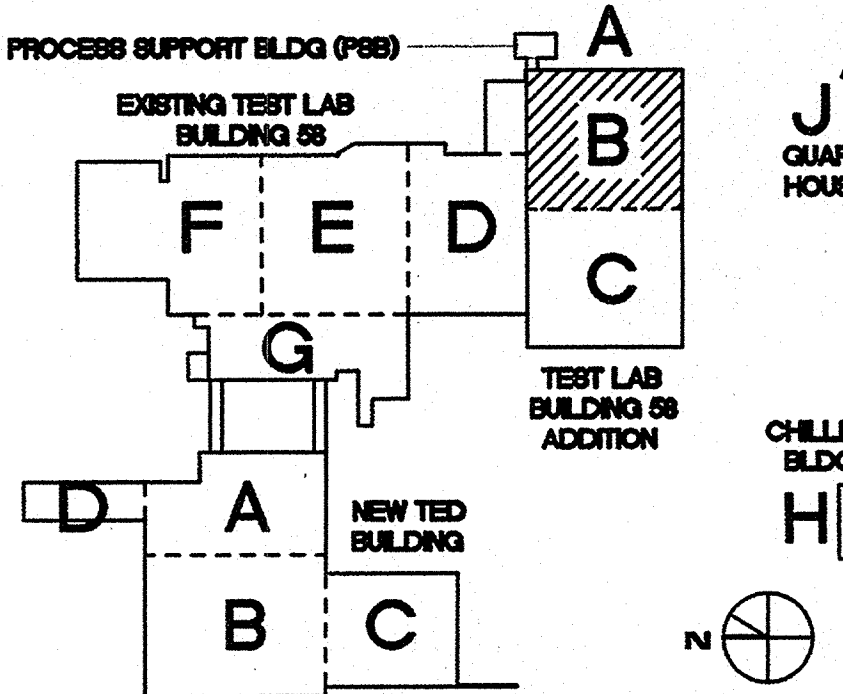 PROCESS SUPPORT BLDG (PSB)
A
EXISTING TEST LAB
BUILDING 58
B
J
F
E
D
C
G
TEST LAB
BUILDING 58
ADDITION
D
A
NEW TED
BUILDING
H
B
C
N